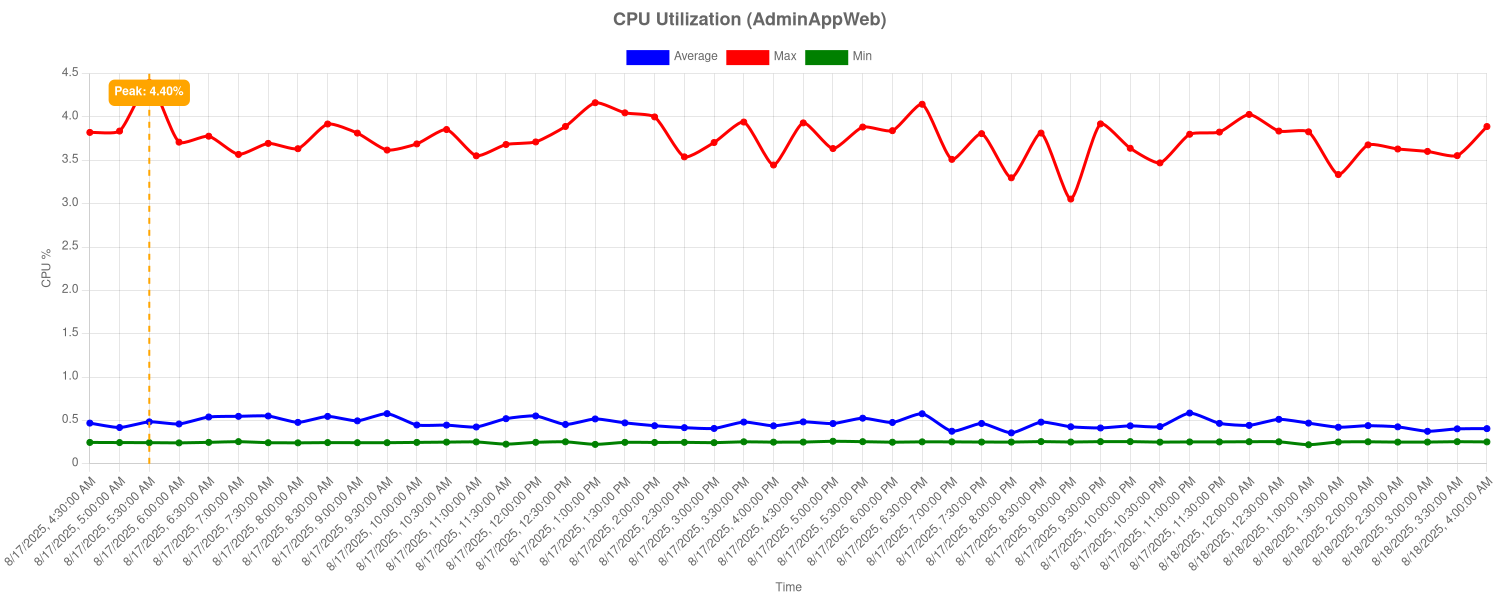 CPU Utilization (AdminAppWeb)
Average
Max
Min
Peak: 4.40%
CPU %
4.5
4.0
3.5
3.0
2.5
2.0
1.5
1.0
0.5
0
8/17/2025, 4:30:00 AM
8/17/2025, 5:00:00 AM
8/17/2025, 5:30:00 AM
8/17/2025, 6:00:00 AM
8/17/2025, 6:30:00 AM
8/17/2025, 7:00:00 AM
8/17/2025, 7:30:00 AM
8/17/2025, 8:00:00 AM
8/17/2025, 8:30:00 AM
8/17/2025, 9:00:00 AM
8/17/2025, 9:30:00 AM
8/17/2025, 10:00:00 AM
8/17/2025, 10:30:00 AM
8/17/2025, 11:00:00 AM
8/17/2025, 11:30:00 AM
8/17/2025, 12:00:00 PM
8/17/2025, 12:30:00 PM
8/17/2025, 1:00:00 PM
8/17/2025, 1:30:00 PM
8/17/2025, 2:00:00 PM
8/17/2025, 2:30:00 PM
8/17/2025, 3:00:00 PM
8/17/2025, 3:30:00 PM
8/17/2025, 4:00:00 PM
8/17/2025, 4:30:00 PM
8/17/2025, 5:00:00 PM
8/17/2025, 5:30:00 PM
8/17/2025, 6:00:00 PM
8/17/2025, 6:30:00 PM
8/17/2025, 7:00:00 PM
8/17/2025, 7:30:00 PM
8/17/2025, 8:00:00 PM
8/17/2025, 8:30:00 PM
8/17/2025, 9:00:00 PM
8/17/2025, 9:30:00 PM
8/17/2025, 10:00:00 PM
8/17/2025, 10:30:00 PM
8/17/2025, 11:00:00 PM
8/17/2025, 11:30:00 PM
8/18/2025, 12:00:00 AM
8/18/2025, 12:30:00 AM
8/18/2025, 1:00:00 AM
8/18/2025, 1:30:00 AM
8/18/2025, 2:00:00 AM
8/18/2025, 2:30:00 AM
8/18/2025, 3:00:00 AM
8/18/2025, 3:30:00 AM
8/18/2025, 4:00:00 AM
Time